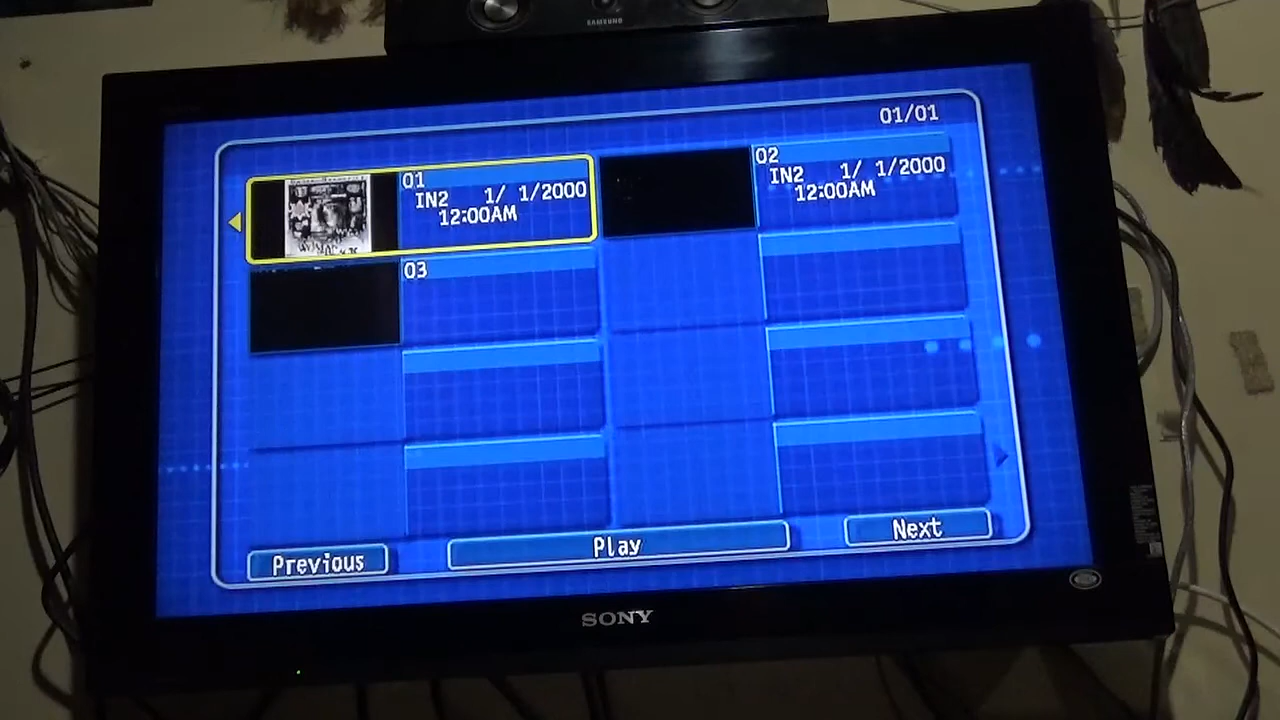 SAMSUNG
01/01
01
IN2 1/ 1/2000
12:00AM
02
IN2 1/ 1/2000
12:00AM
03
Previous
Play
Next
SONY